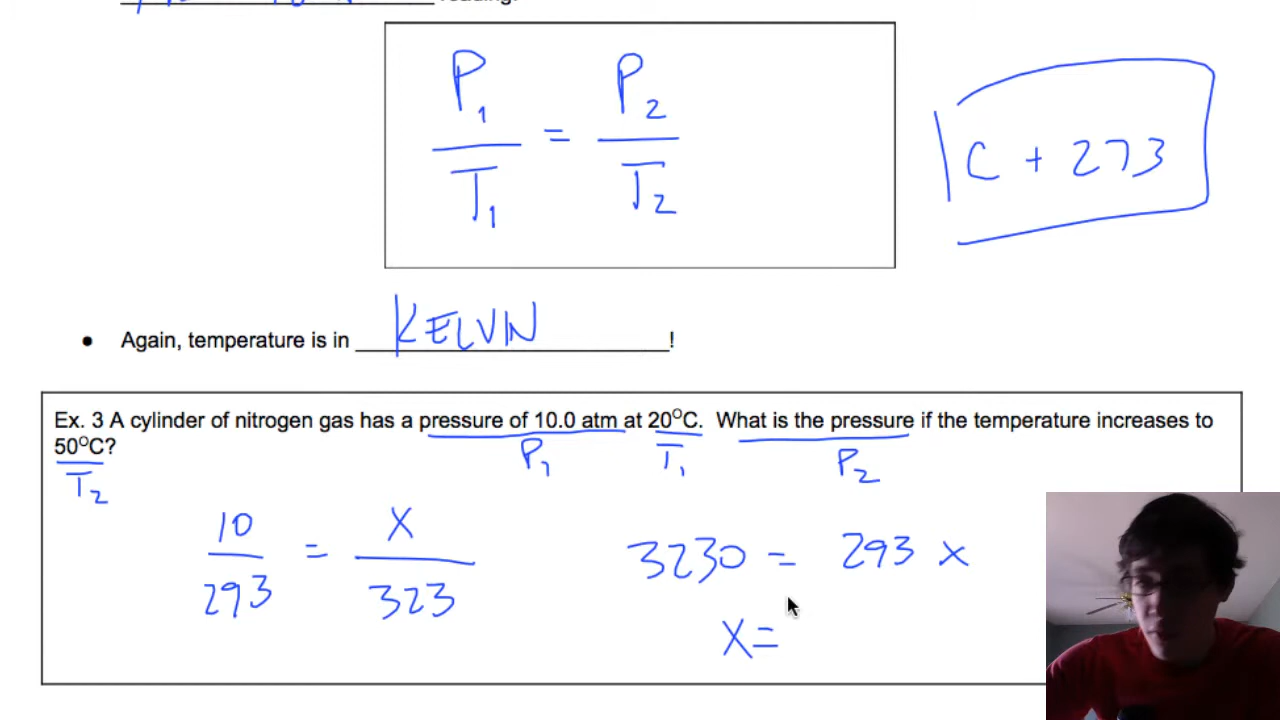 reading.
P1 / T1 = P2 / T2
C + 273
• Again, temperature is in KELVIN !
Ex. 3 A cylinder of nitrogen gas has a pressure of 10.0 atm at 20°C. What is the pressure if the temperature increases to
50°C?
P1 T1 P2
T2
10 / 293 = X / 323
3230 = 293 x
X=